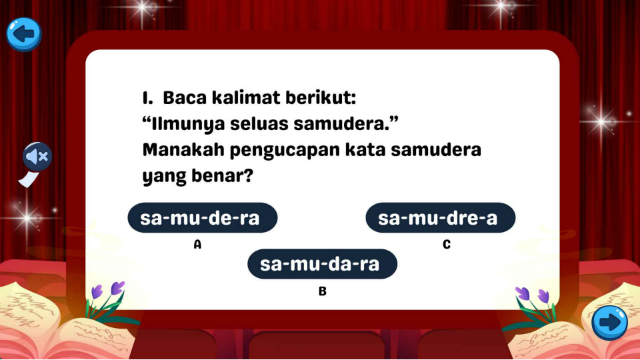 1. Baca kalimat berikut:
“Ilmunya seluas samudera.”
Manakah pengucapan kata samudera
yang benar?
sa-mu-de-ra
A
sa-mu-dre-a
C
sa-mu-da-ra
B